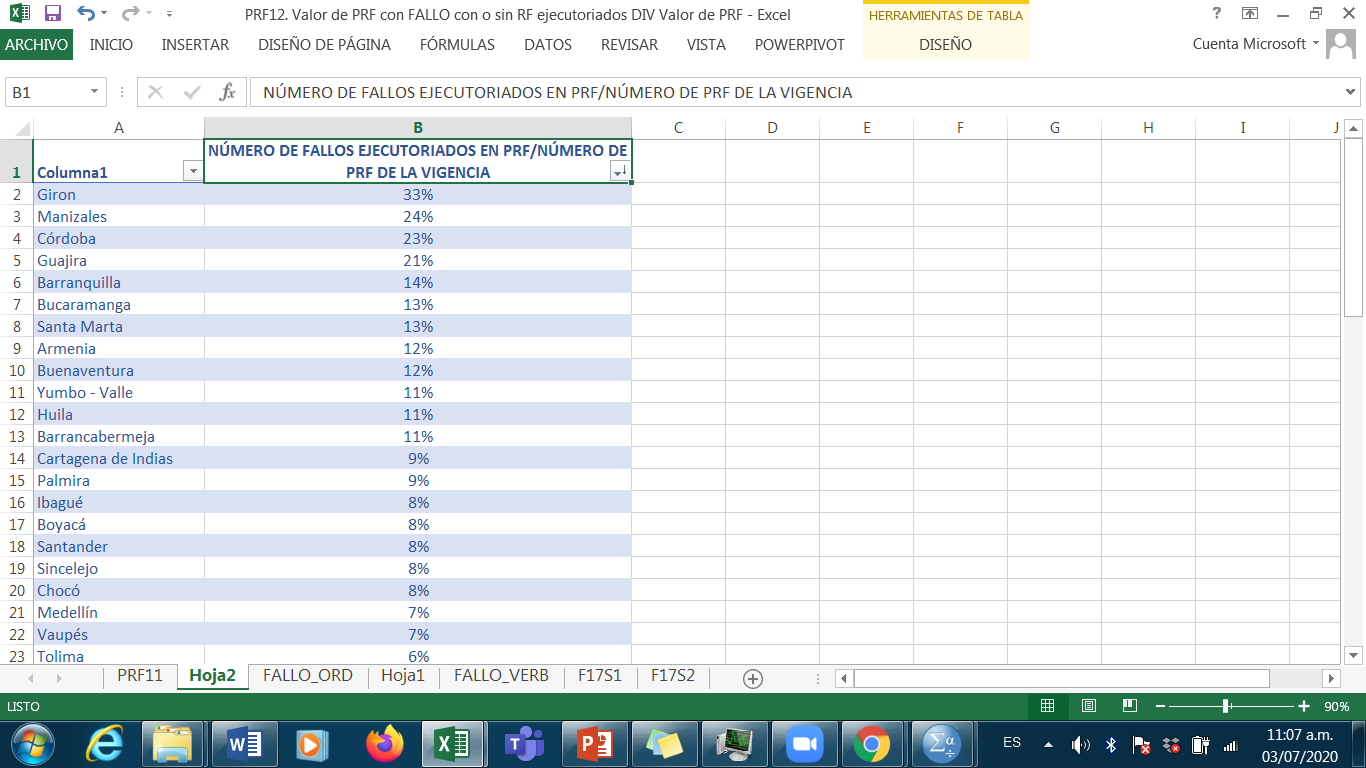 PRF12. Valor de PRF con FALLO con o sin RF ejecutoriados DIV Valor de PRF - Excel
HERRAMIENTAS DE TABLA
?
ARCHIVO INICIO INSERTAR DISEÑO DE PÁGINA FÓRMULAS DATOS REVISAR VISTA POWERPIVOT DISEÑO Cuenta Microsoft
B1 fx NÚMERO DE FALLOS EJECUTORIADOS EN PRF/NÚMERO DE PRF DE LA VIGENCIA
A B C D E F G H I J
1 Columna1 NÚMERO DE FALLOS EJECUTORIADOS EN PRF/NÚMERO DE
PRF DE LA VIGENCIA
2 Giron 33%
3 Manizales 24%
4 Córdoba 23%
5 Guajira 21%
6 Barranquilla 14%
7 Bucaramanga 13%
8 Santa Marta 13%
9 Armenia 12%
10 Buenaventura 12%
11 Yumbo - Valle 11%
12 Huila 11%
13 Barrancabermeja 11%
14 Cartagena de Indias 9%
15 Palmira 9%
16 Ibagué 8%
17 Boyacá 8%
18 Santander 8%
19 Sincelejo 8%
20 Chocó 8%
21 Medellín 7%
22 Vaupés 7%
23 Tolima 6%
PRF11 Hoja2 FALLO_ORD Hoja1 FALLO_VERB F17S1 F17S2
LISTO 90%
ES 11:07 a.m.
03/07/2020